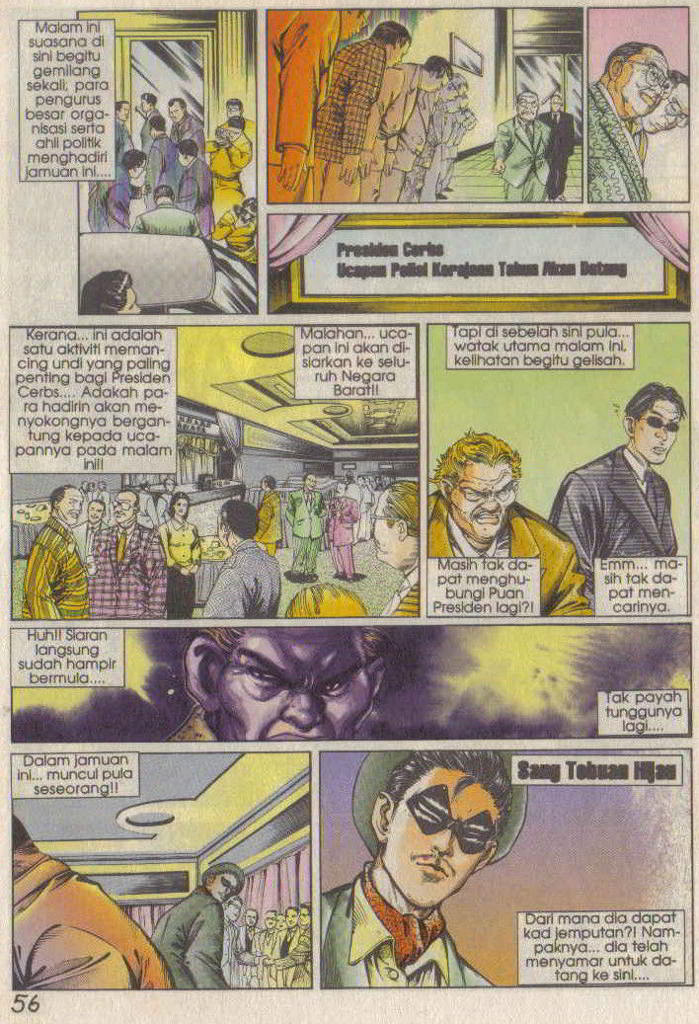 Malam ini
suasana di
sini begitu
gemilang
sekali; para
pengurus
besar orga-
nisasi serta
ahli politik
menghadiri
jamuan ini....
Presiden Cerbs
Ucapan Polisi Kerajaan Tahun Akan Datang
Kerana... ini adalah
satu aktiviti meman-
cing undi yang paling
penting bagi Presiden
Cerbs.... Adakah pa-
ra hadirin akan me-
nyokongnya bergan-
tung kepada uca-
pannya pada malam
ini!!
Malahan... uca-
pan ini akan di-
siarkan ke selu-
ruh Negara
Barat!!
Tapi di sebelah sini pula...
watak utama malam ini,
kelihatan begitu gelisah.
Masih tak da-
pat menghu-
bungi Puan
Presiden lagi?!
Emm... ma-
sih tak da-
pat men-
carinya.
Huh!! Siaran
langsung
sudah hampir
bermula....
Tak payah
tunggunya
lagi....
Dalam jamuan
ini... muncul pula
seseorang!!
Sang Tebuan Hijau
Dari mana dia dapat
kad jemputan?! Nam-
paknya... dia telah
menyamar untuk da-
tang ke sini....
56